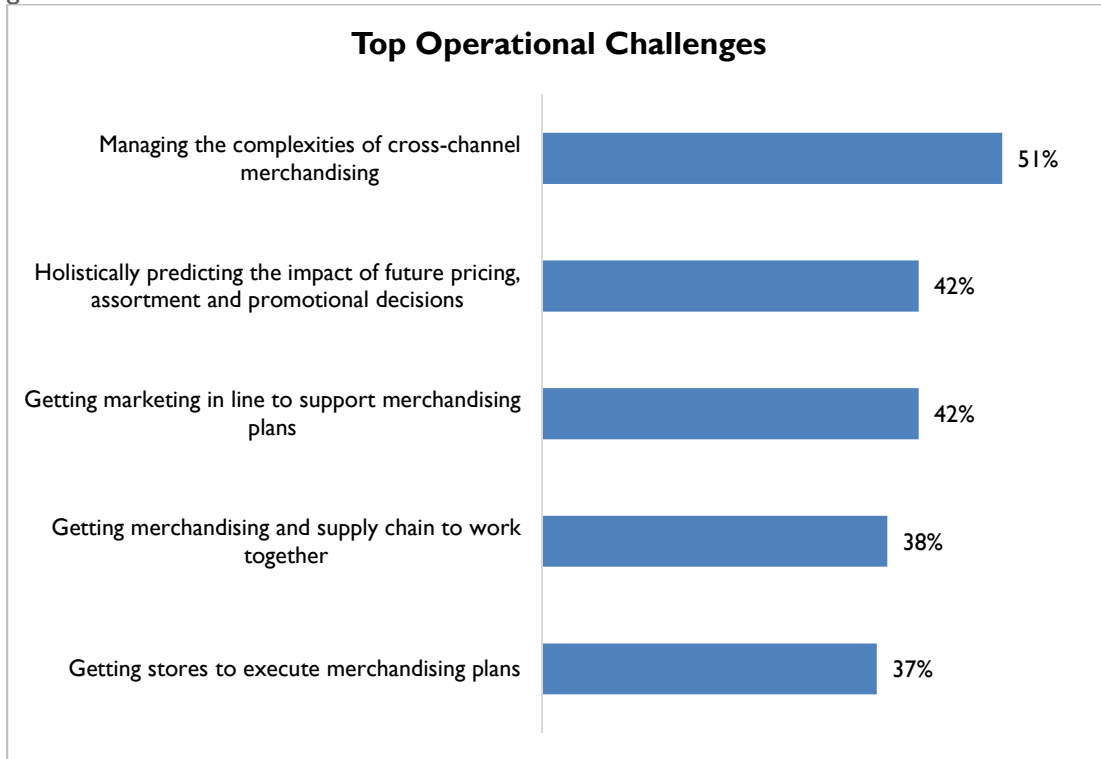 Top Operational Challenges
Managing the complexities of cross-channel
merchandising
51%
Holistically predicting the impact of future pricing,
assortment and promotional decisions
42%
Getting marketing in line to support merchandising
plans
42%
Getting merchandising and supply chain to work
together
38%
Getting stores to execute merchandising plans
37%